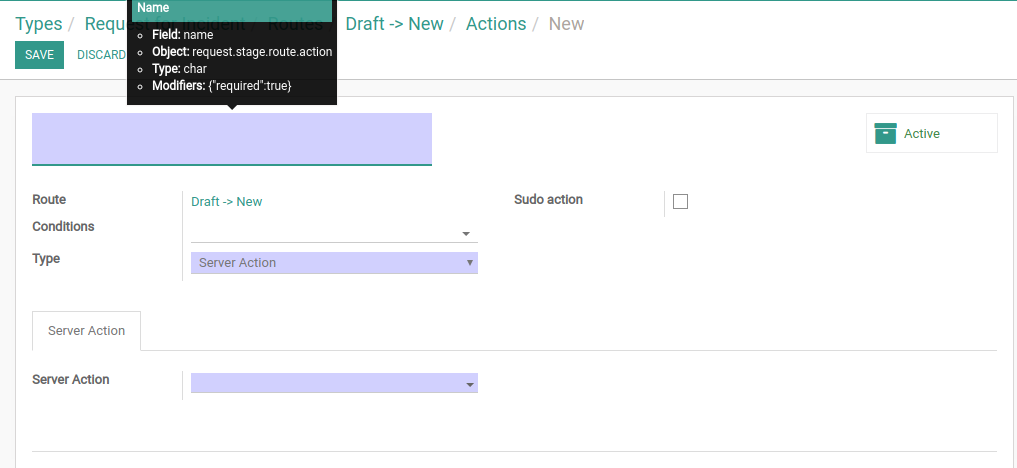 Name
Types / Request for Incident / Routes / Draft -> New / Actions / New
SAVE DISCARD
Field: name
Object: request.stage.route.action
Type: char
Modifiers: {"required":true}
Active
Route Draft -> New
Sudo action
Conditions
Type Server Action
Server Action
Server Action